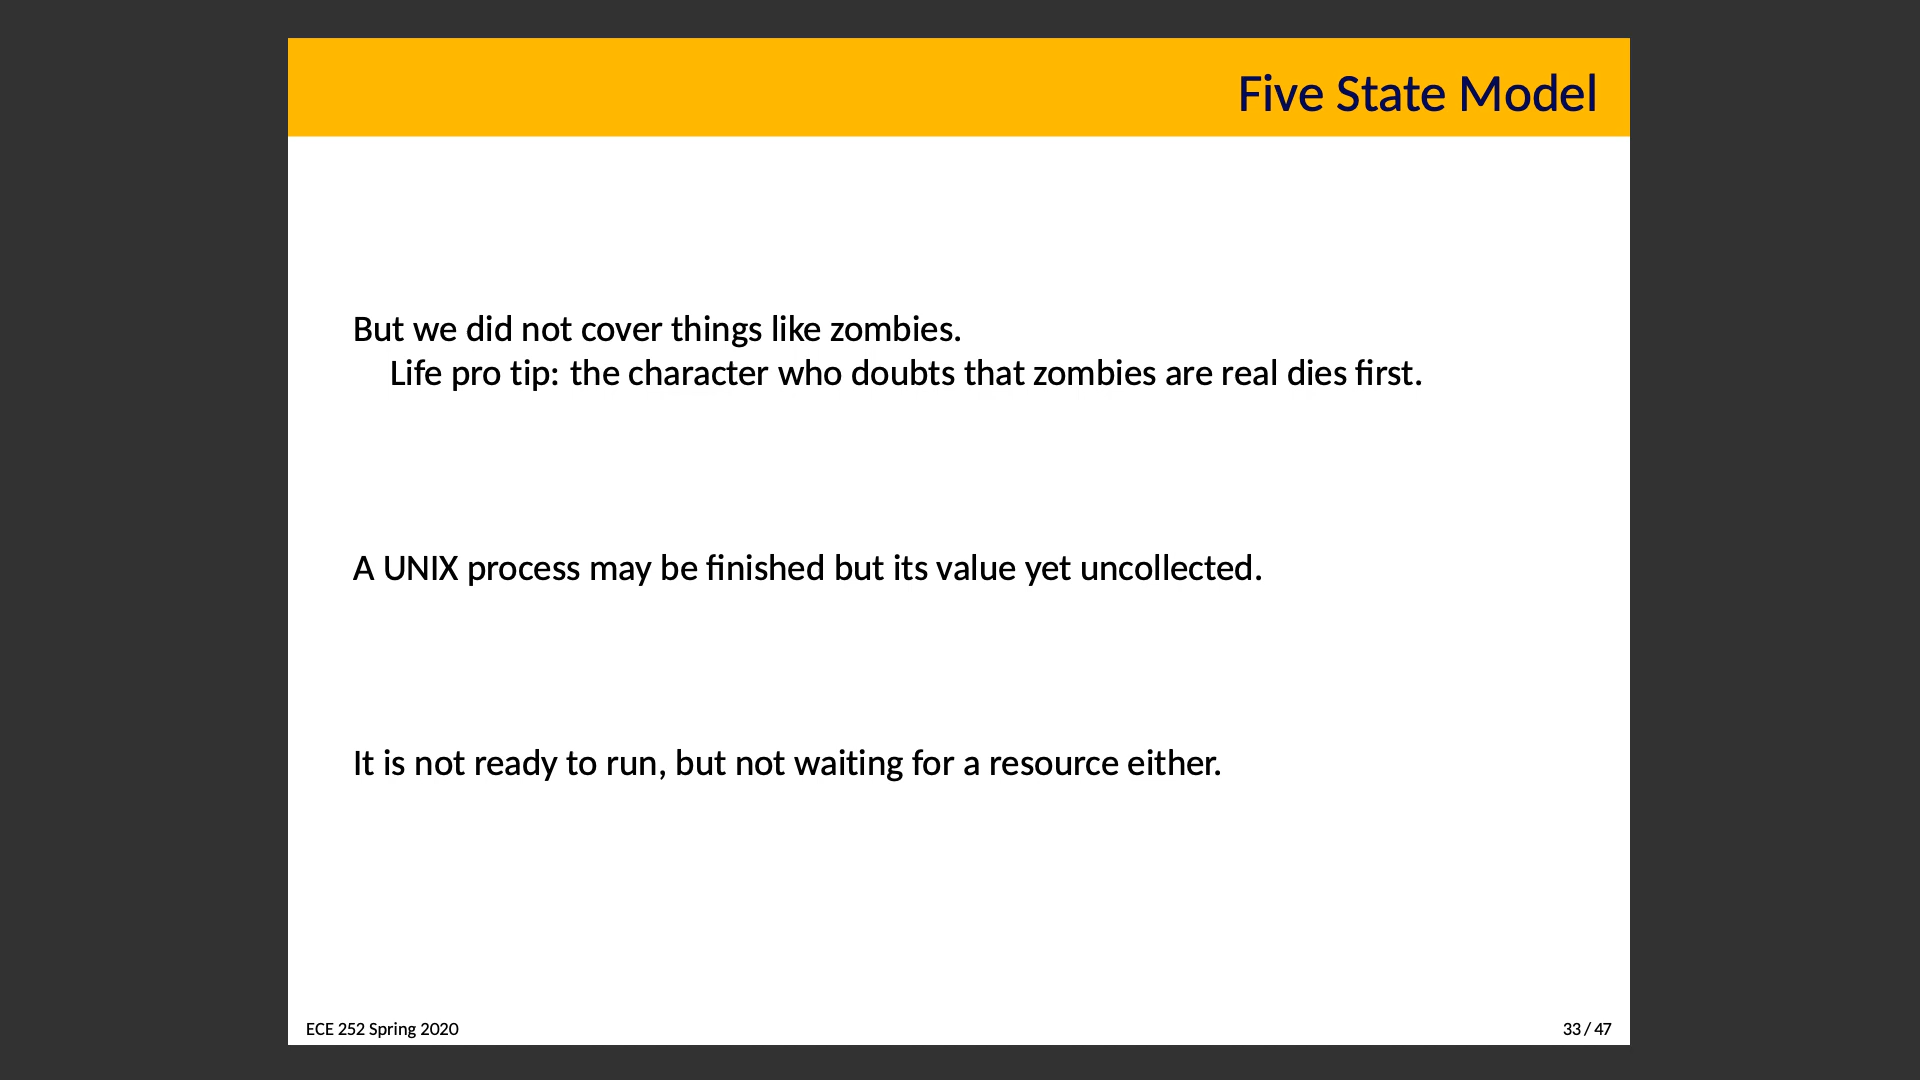 Five State Model
But we did not cover things like zombies.
Life pro tip: the character who doubts that zombies are real dies first.
A UNIX process may be finished but its value yet uncollected.
It is not ready to run, but not waiting for a resource either.
ECE 252 Spring 2020
33 / 47